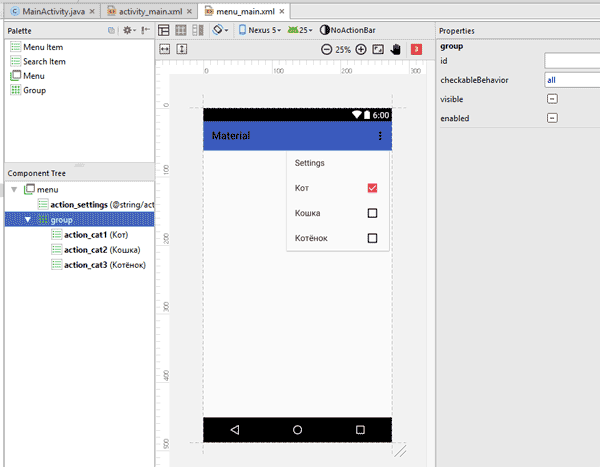 MainActivity.java
activity_main.xml
menu_main.xml
Palette
Menu Item
Search Item
Menu
Group
Nexus 5
25
NoActionBar
25%
3
0
100
200
300
0
100
200
300
400
500
6:00
Material
Settings
Кот
Кошка
Котёнок
Component Tree
menu
action_settings (@string/act
group
action_cat1 (Кот)
action_cat2 (Кошка)
action_cat3 (Котёнок)
Properties
group
id
checkableBehavior
all
visible
enabled